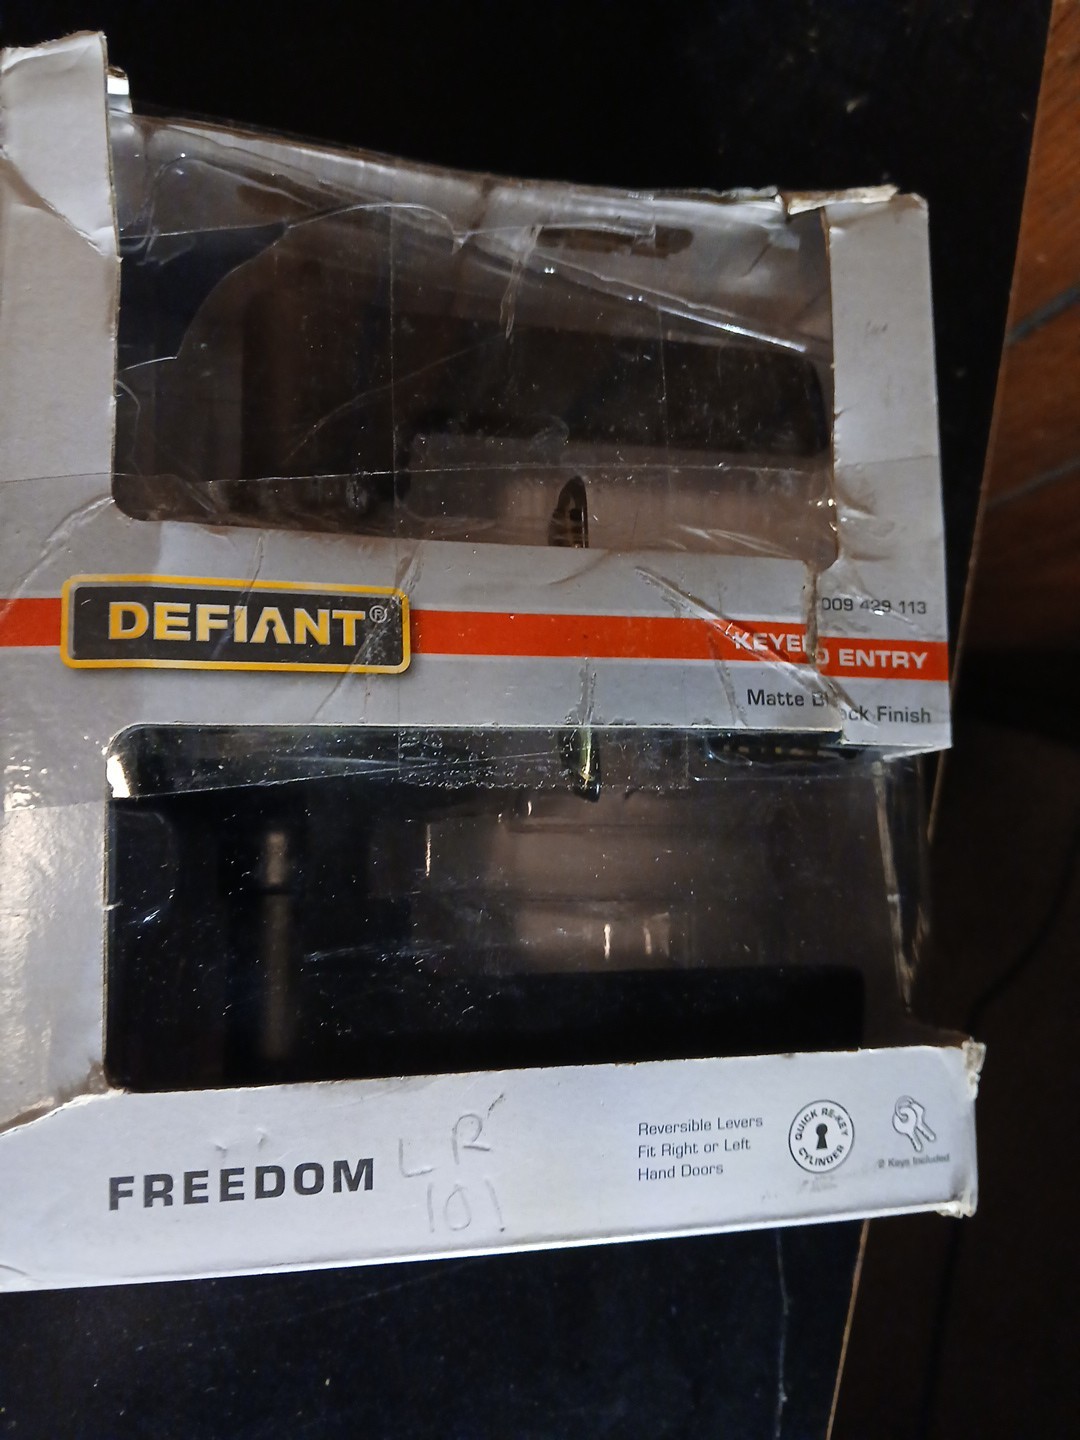 DEFIANT®
009 429 113
KEYED ENTRY
Matte Black Finish
FREEDOM
LR
101
Reversible Levers
Fit Right or Left
Hand Doors
QUICK RE-KEY
CYLINDER
2 Keys Included